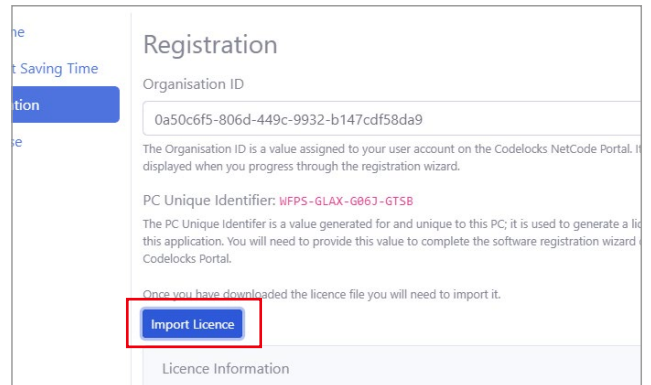 ne
t Saving Time
ation
se
Registration
Organisation ID
0a50c6f5-806d-449c-9932-b147cdf58da9
The Organisation ID is a value assigned to your user account on the Codelocks NetCode Portal. It
displayed when you progress through the registration wizard.
PC Unique Identifier: WFPS-GLAX-G06J-GTSB
The PC Unique Identifer is a value generated for and unique to this PC; it is used to generate a lic
this application. You will need to provide this value to complete the software registration wizard
Codelocks Portal.
Once you have downloaded the licence file you will need to import it.
Import Licence
Licence Information